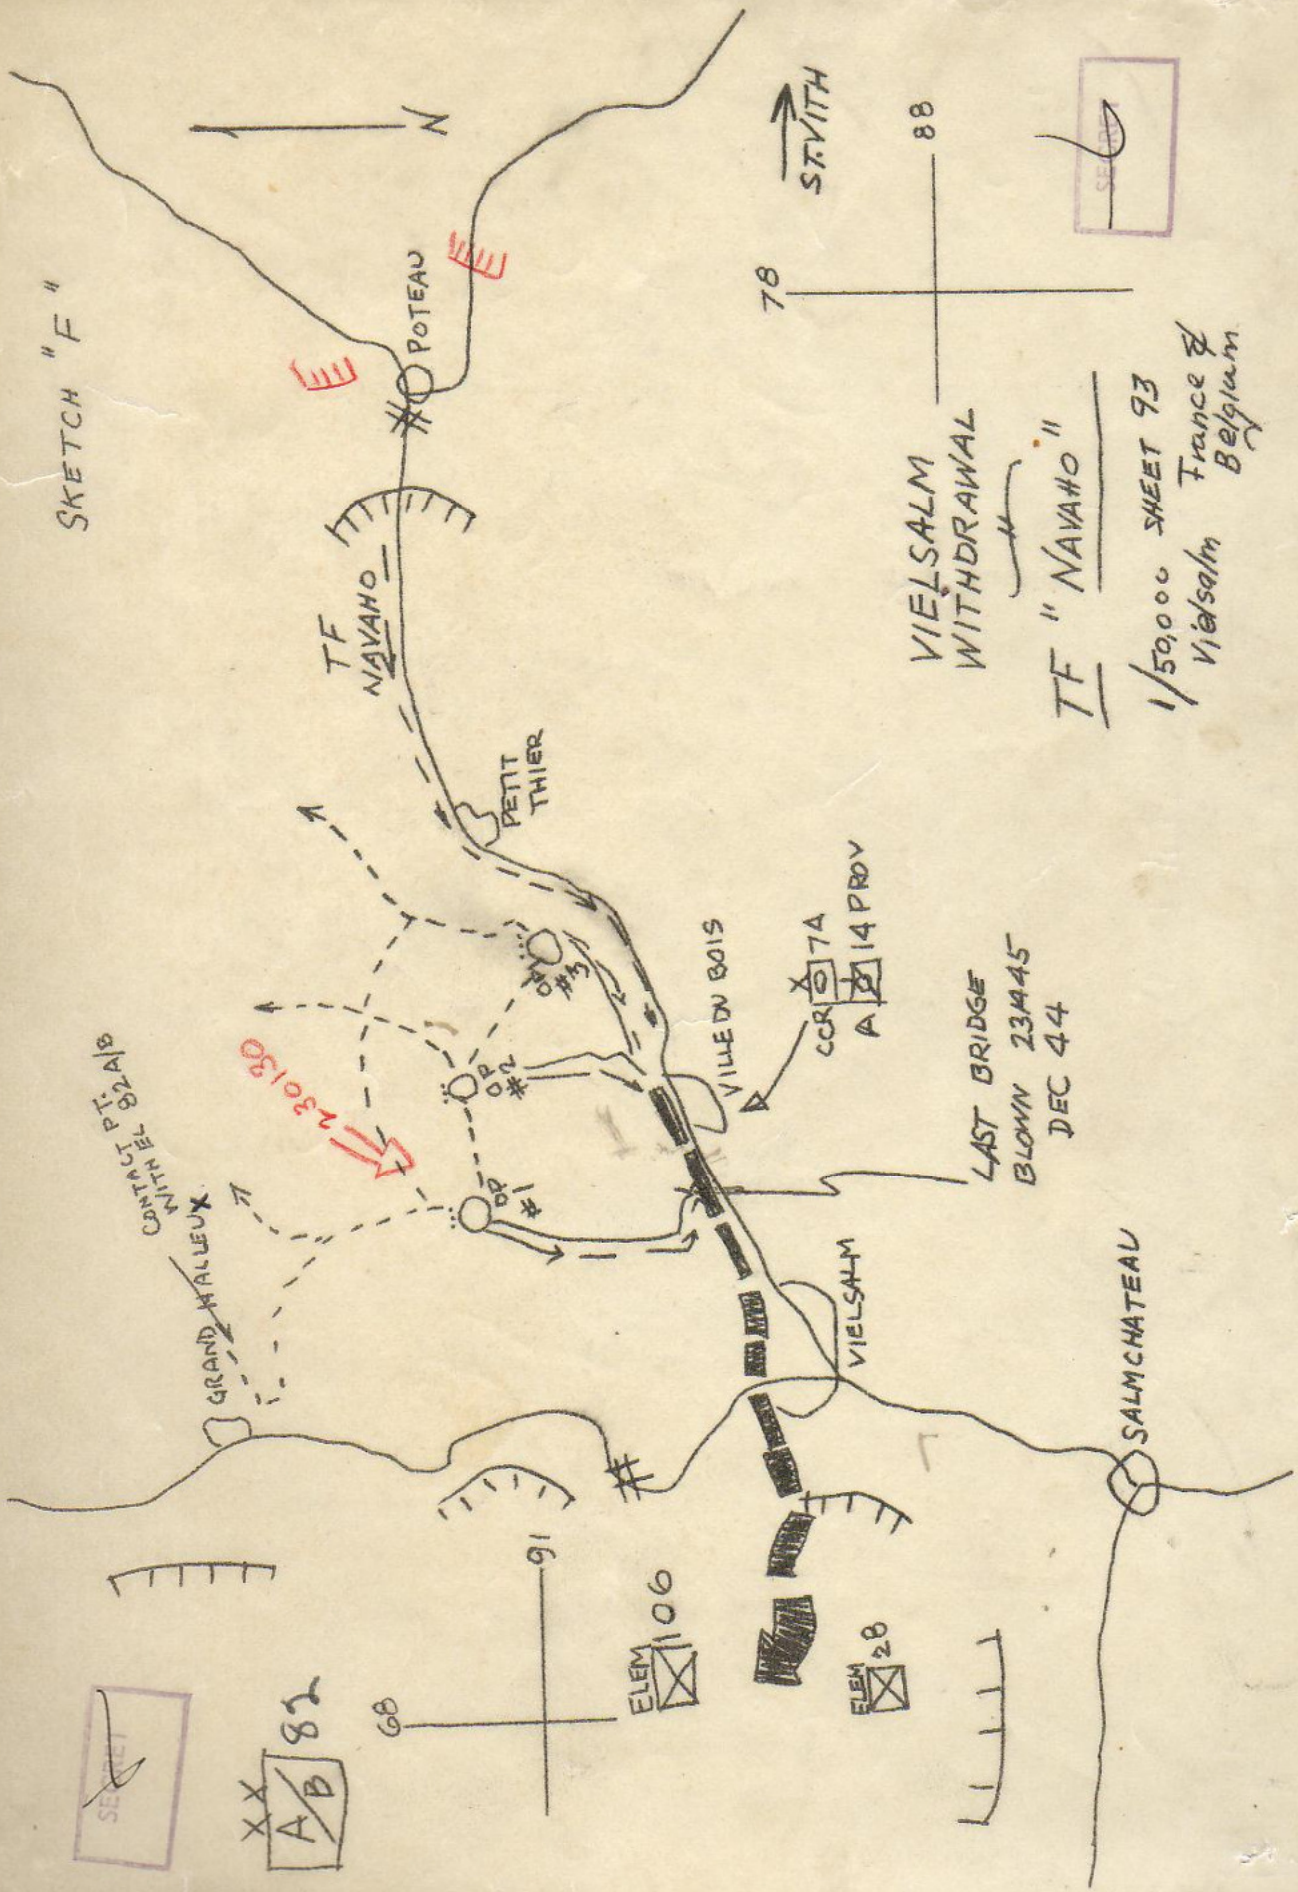 SKETCH "F"
SECRET
XX
A/B 82
CONTACT PT.
WITH EL 82 A/B
GRAND HALLEUX
230130
68
91
OP
#1
OP
#2
OP
#3
TF
NAVAHO
N
POTEAU
PETIT
THIER
ELEM
106
ELEM
28
VIELSALM
VILLE DU BOIS
CCR X 7A
A 14 PROV
LAST BRIDGE
BLOWN 231445
DEC 44
SALMCHATEAU
ST.VITH
78
88
VIELSALM
WITHDRAWAL
TF "NAVAHO"
1/50,000 SHEET 93
Vielsalm France &
Belgium
SECRET